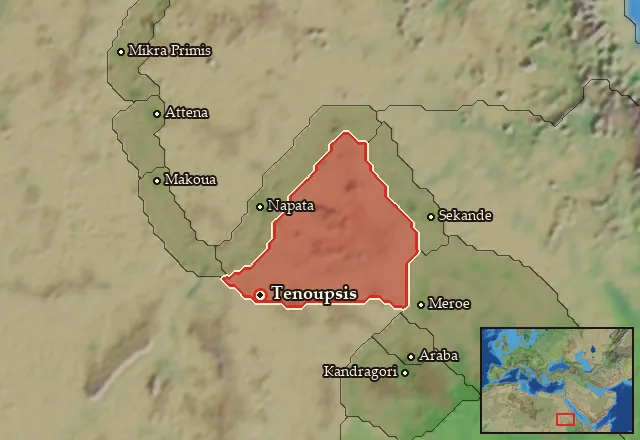 Mikra Primis
Attena
Makoua
Napata
Sekande
Tenoupsis
Meroe
Araba
Kandragori